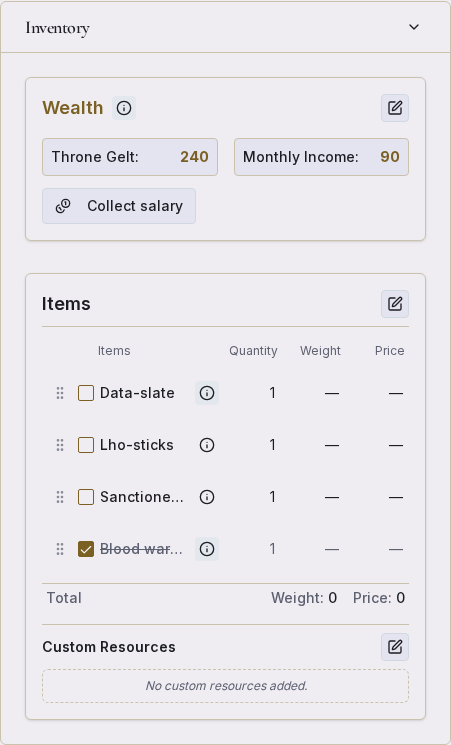 Inventory
Wealth
Throne Gelt: 240 Monthly Income: 90
Collect salary
Items
Items Quantity Weight Price
Data-slate 1 — —
Lho-sticks 1 — —
Sanctione... 1 — —
Blood war... 1 — —
Total Weight: 0 Price: 0
Custom Resources
No custom resources added.